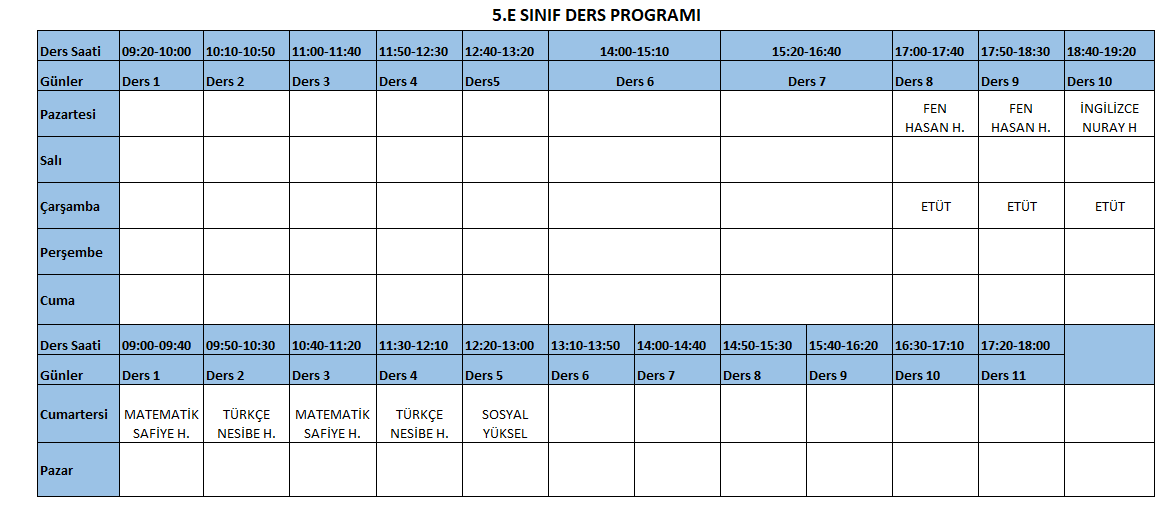 5.E SINIF DERS PROGRAMI
Ders Saati 09:20-10:00 10:10-10:50 11:00-11:40 11:50-12:30 12:40-13:20 14:00-15:10 15:20-16:40 17:00-17:40 17:50-18:30 18:40-19:20
Günler Ders 1 Ders 2 Ders 3 Ders 4 Ders5 Ders 6 Ders 7 Ders 8 Ders 9 Ders 10
Pazartesi FEN HASAN H. FEN HASAN H. İNGİLİZCE NURAY H
Salı
Çarşamba ETÜT ETÜT ETÜT
Perşembe
Cuma
Ders Saati 09:00-09:40 09:50-10:30 10:40-11:20 11:30-12:10 12:20-13:00 13:10-13:50 14:00-14:40 14:50-15:30 15:40-16:20 16:30-17:10 17:20-18:00
Günler Ders 1 Ders 2 Ders 3 Ders 4 Ders 5 Ders 6 Ders 7 Ders 8 Ders 9 Ders 10 Ders 11
Cumartersi MATEMATİK SAFİYE H. TÜRKÇE NESİBE H. MATEMATİK SAFİYE H. TÜRKÇE NESİBE H. SOSYAL YÜKSEL
Pazar